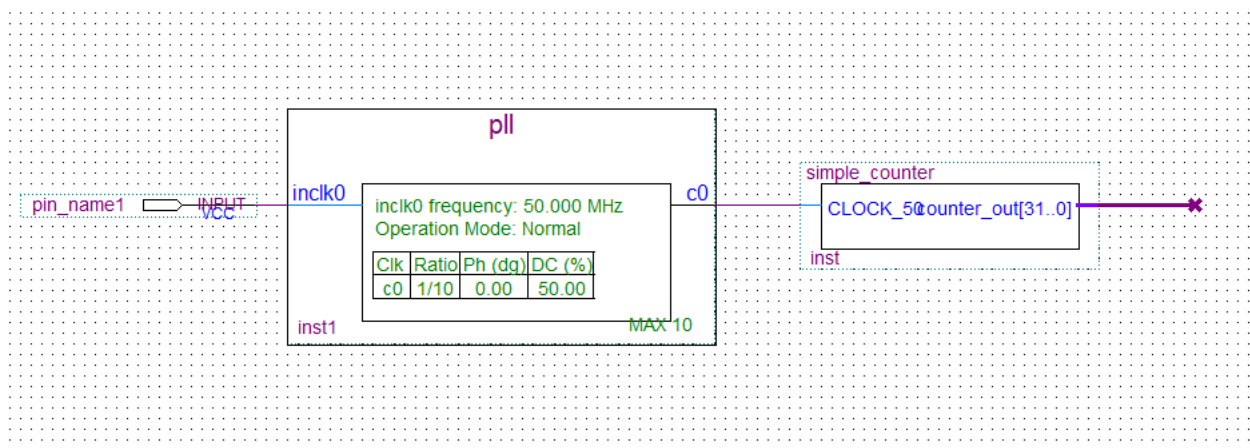 pll
pin_name1
INPUT
VCC
inclk0
c0
inclk0 frequency: 50.000 MHz
Operation Mode: Normal
Clk Ratio Ph (dg) DC (%)
c0 1/10 0.00 50.00
inst1
MAX 10
simple_counter
CLOCK_50 counter_out[31..0]
inst